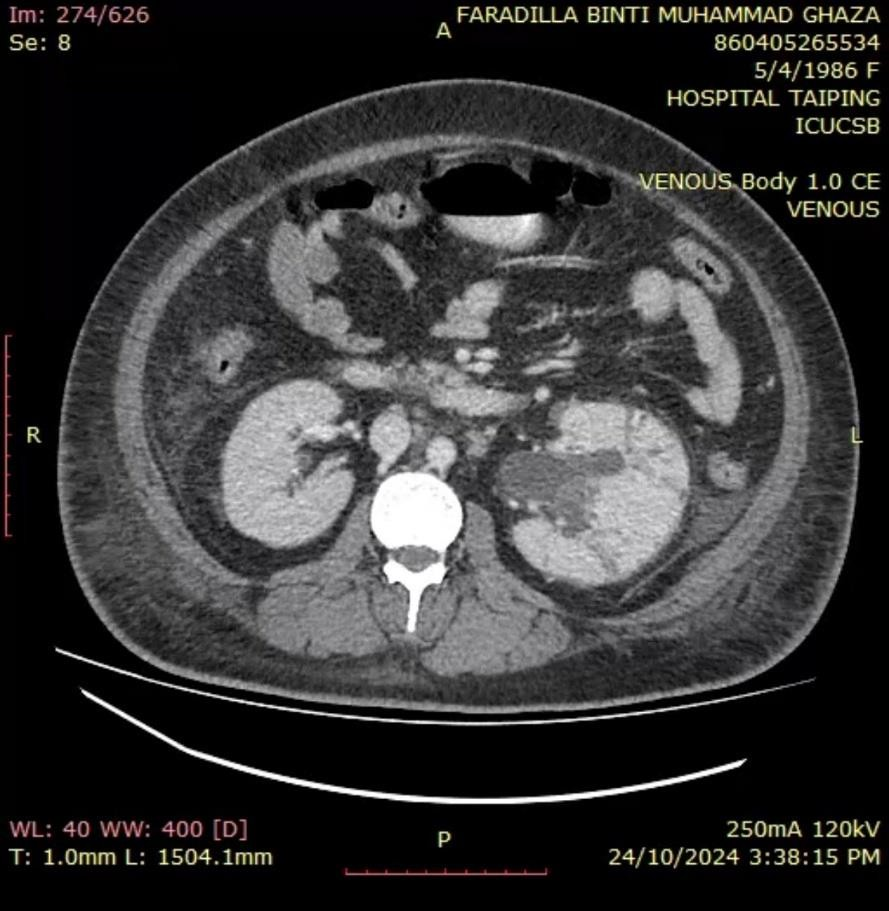 Im: 274/626
Se: 8
A
FARADILLA BINTI MUHAMMAD GHAZA
860405265534
5/4/1986 F
HOSPITAL TAIPING
ICUCSB
VENOUS Body 1.0 CE
VENOUS
R
L
WL: 40 WW: 400 [D]
T: 1.0mm L: 1504.1mm
P
250mA 120kV
24/10/2024 3:38:15 PM